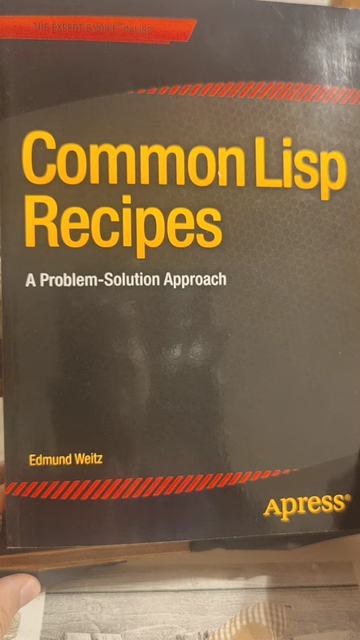 THE EXPERT'S VOICE® IN LISP
Common Lisp
Recipes
A Problem-Solution Approach
Edmund Weitz
Apress®